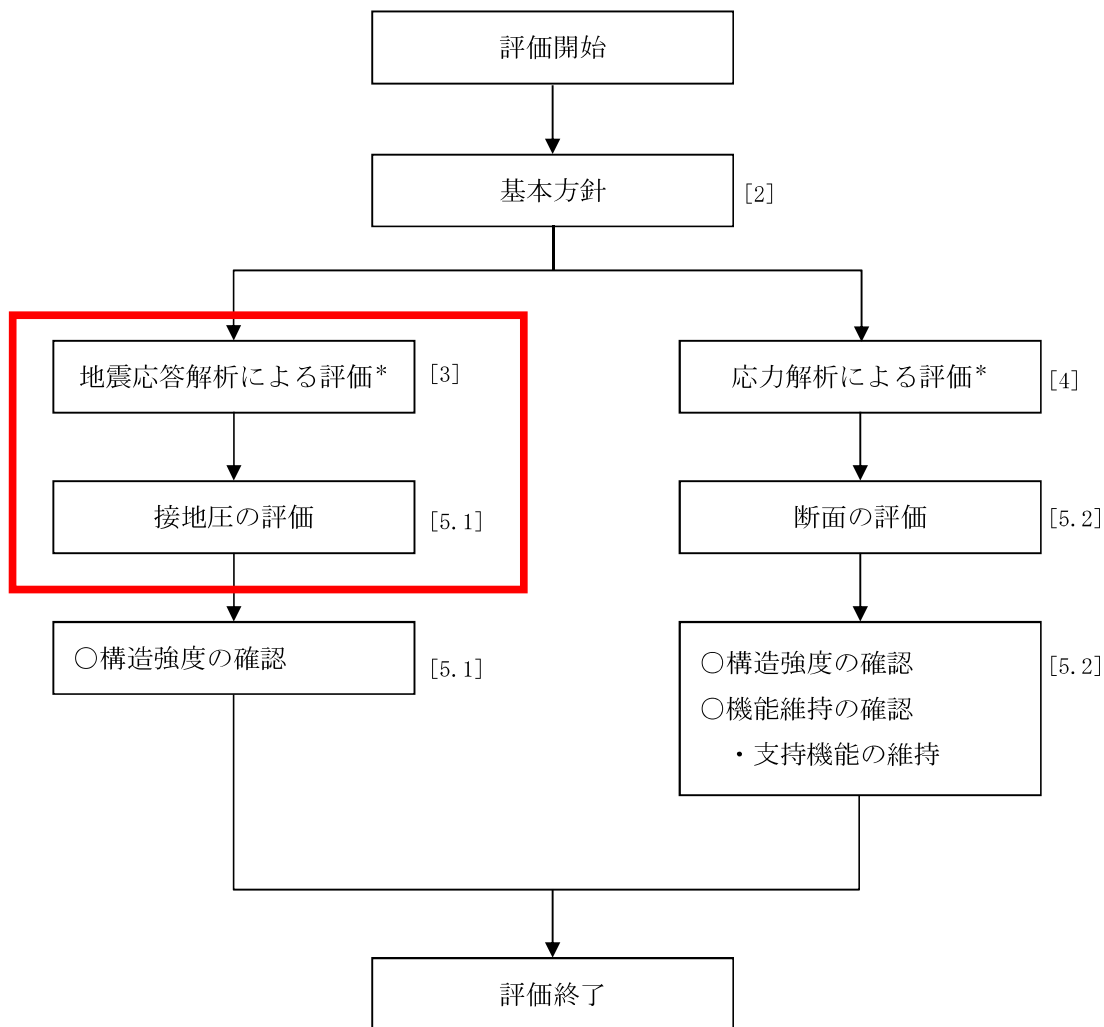 評価開始
基本方針
[2]
地震応答解析による評価*
[3]
接地圧の評価
[5.1]
○構造強度の確認
[5.1]
応力解析による評価*
[4]
断面の評価
[5.2]
○構造強度の確認
○機能維持の確認
・支持機能の維持
[5.2]
評価終了